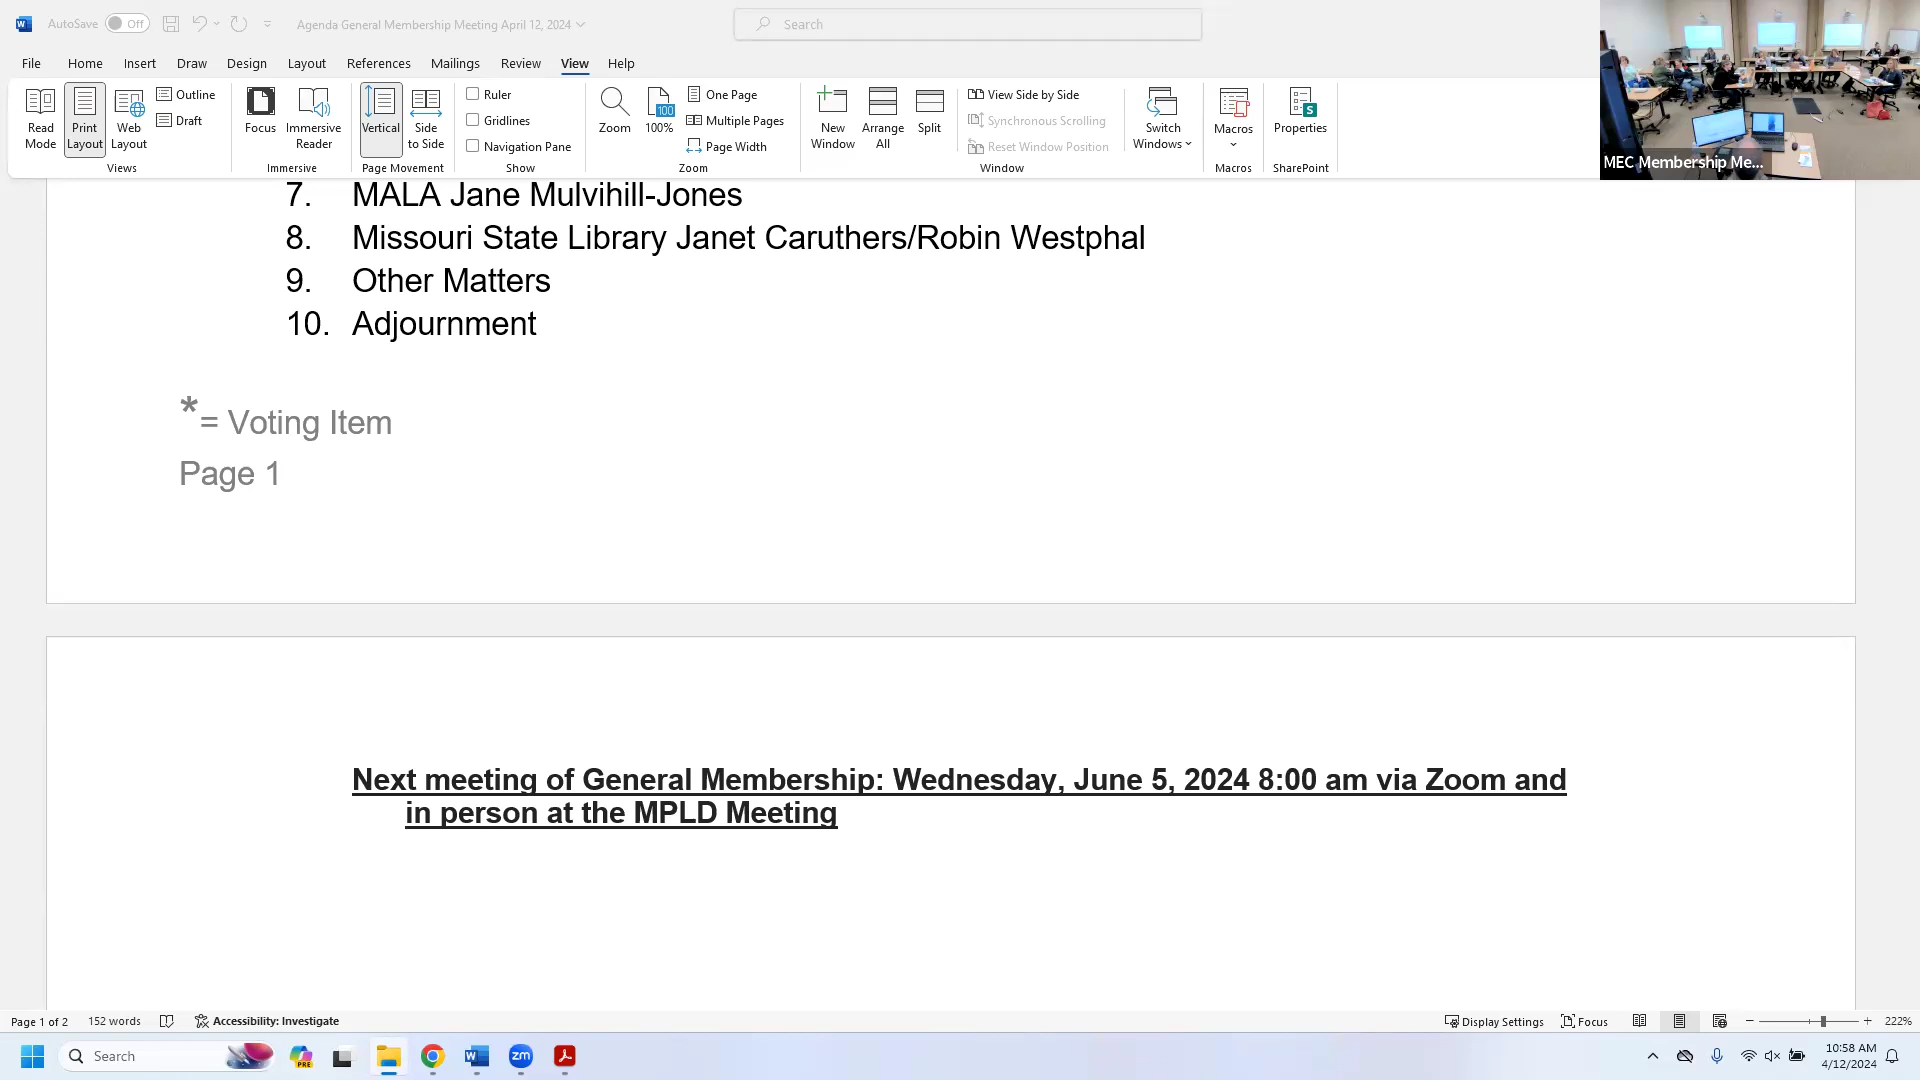 AutoSave Off
Agenda General Membership Meeting April 12, 2024
Search
File Home Insert Draw Design Layout References Mailings Review View Help
Read Mode
Print Layout
Web Layout
Outline
Draft
Views
Focus
Immersive Reader
Immersive
Vertical
Side to Side
Page Movement
Ruler
Gridlines
Navigation Pane
Show
Zoom
100
100%
One Page
Multiple Pages
Page Width
Zoom
New Window
Arrange All
Split
View Side by Side
Synchronous Scrolling
Reset Window Position
Window
Switch Windows
Macros
Macros
Properties
SharePoint
MEC Membership Me...
7. MALA Jane Mulvihill-Jones
8. Missouri State Library Janet Caruthers/Robin Westphal
9. Other Matters
10. Adjournment
*= Voting Item
Page 1
Next meeting of General Membership: Wednesday, June 5, 2024 8:00 am via Zoom and
in person at the MPLD Meeting
Page 1 of 2 152 words Accessibility: Investigate
Display Settings Focus 222%
Search
PRE
zm
10:58 AM
4/12/2024